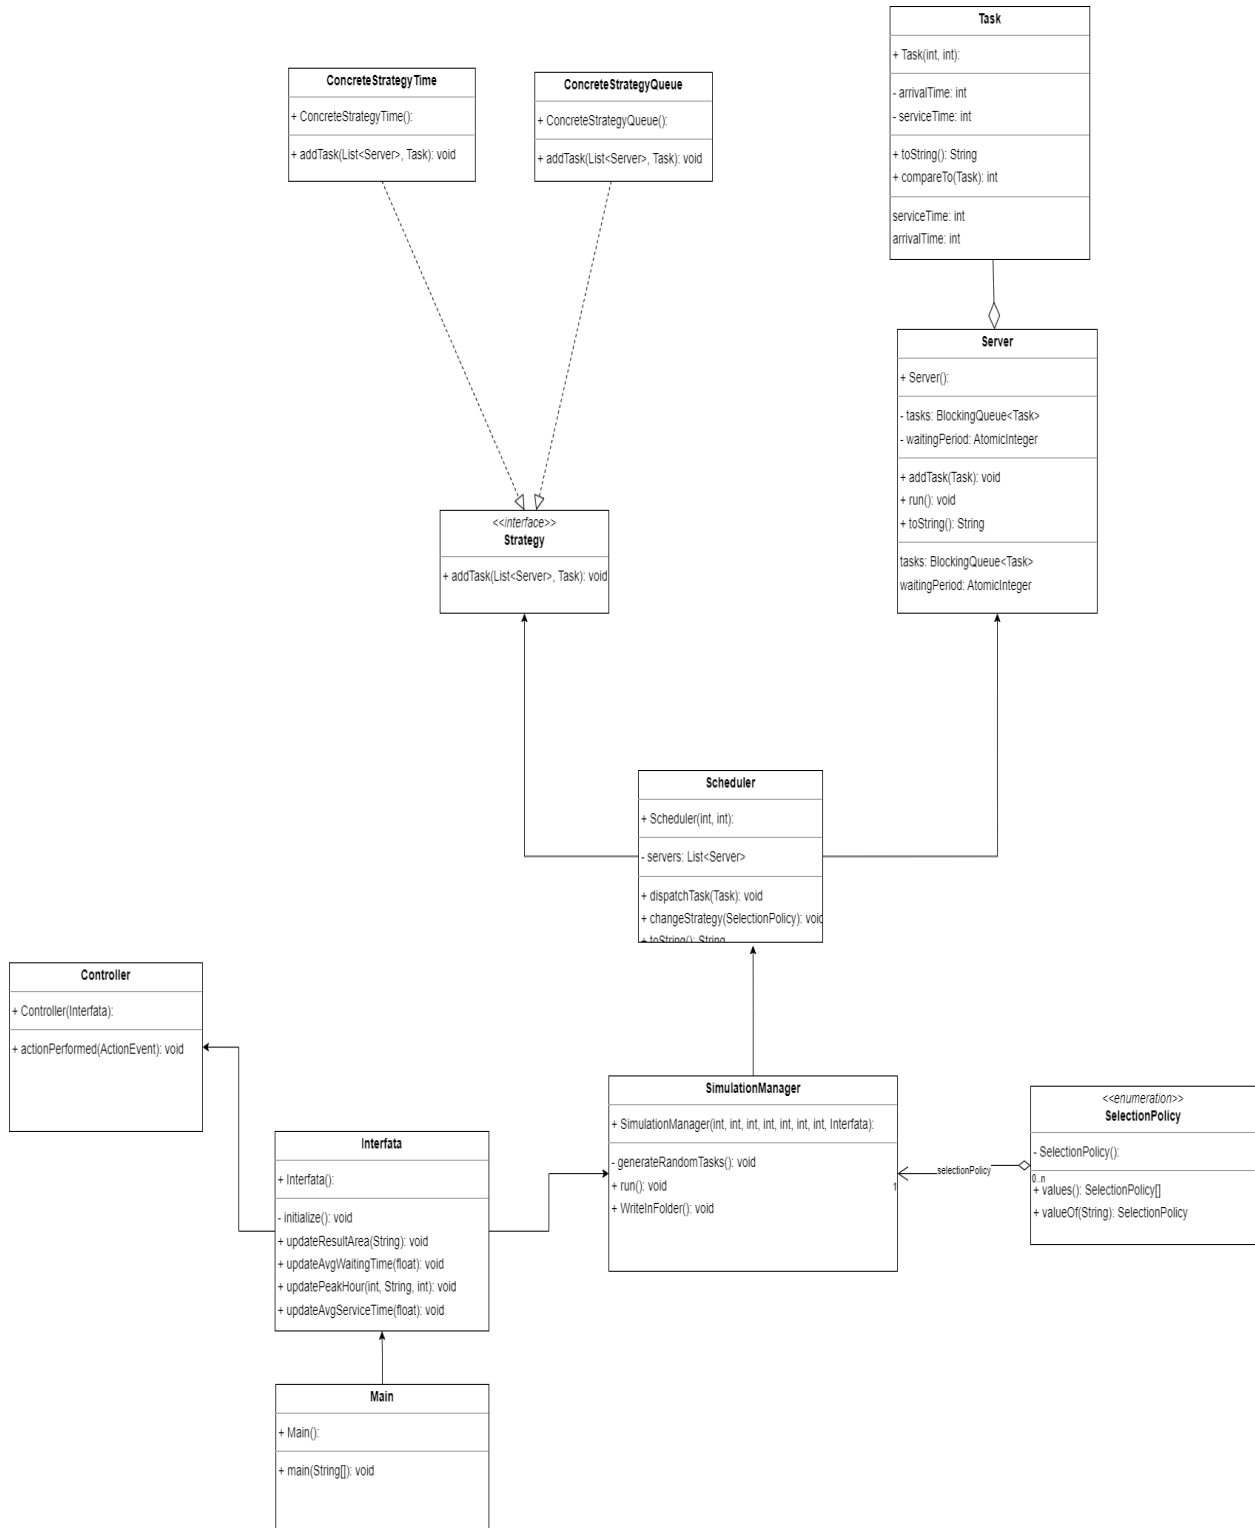 Task
+ Task(int, int):
- arrivalTime: int
- serviceTime: int
+ toString(): String
+ compareTo(Task): int
serviceTime: int
arrivalTime: int
ConcreteStrategyTime
+ ConcreteStrategyTime():
+ addTask(List<Server>, Task): void
ConcreteStrategyQueue
+ ConcreteStrategyQueue():
+ addTask(List<Server>, Task): void
Server
+ Server():
- tasks: BlockingQueue<Task>
- waitingPeriod: AtomicInteger
+ addTask(Task): void
+ run(): void
+ toString(): String
tasks: BlockingQueue<Task>
waitingPeriod: AtomicInteger
<<interface>>
Strategy
+ addTask(List<Server>, Task): void
Scheduler
+ Scheduler(int, int):
- servers: List<Server>
+ dispatchTask(Task): void
+ changeStrategy(SelectionPolicy): void
+ toString(): String
Controller
+ Controller(Interfata):
+ actionPerformed(ActionEvent): void
SimulationManager
+ SimulationManager(int, int, int, int, int, int, int, Interfata):
- generateRandomTasks(): void
+ run(): void
+ WriteInFolder(): void
1
selectionPolicy
0..n
<<enumeration>>
SelectionPolicy
- SelectionPolicy():
+ values(): SelectionPolicy[]
+ valueOf(String): SelectionPolicy
Interfata
+ Interfata():
- initialize(): void
+ updateResultArea(String): void
+ updateAvgWaitingTime(float): void
+ updatePeakHour(int, String, int): void
+ updateAvgServiceTime(float): void
Main
+ Main():
+ main(String[]): void